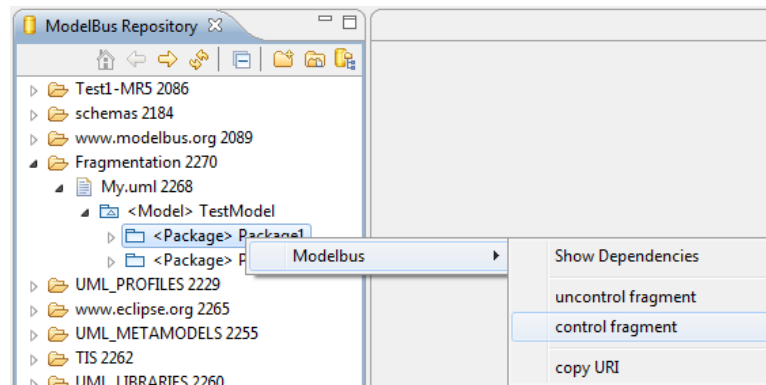 ModelBus Repository
Test1-MR5 2086
schemas 2184
www.modelbus.org 2089
Fragmentation 2270
My.uml 2268
<Model> TestModel
<Package> Package1
<Package> P
Modelbus
Show Dependencies
uncontrol fragment
control fragment
copy URI
UML_PROFILES 2229
www.eclipse.org 2265
UML_METAMODELS 2255
TIS 2262
UML_LIBRARIES 2260